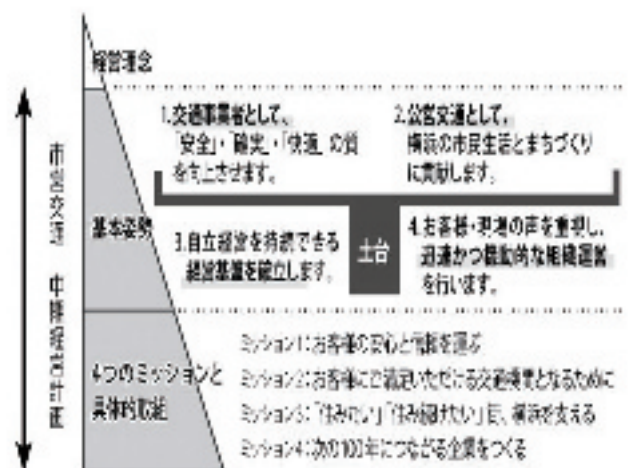 経営理念
1.交通事業者として、
「安全」・「確実」・「快適」の質
を向上させます。
2.公営交通として、
横浜の市民生活とまちづくり
に貢献します。
基本姿勢
3.自立経営を持続できる
経営基盤を確立します。
土台
4.お客様・現場の声を重視し、
迅速かつ機動的な組織運営
を行います。
市営交通 中期経営計画
4つのミッションと
具体的取組
ミッション1:お客様の安心と信頼を運ぶ
ミッション2:お客様にご満足いただける交通機関となるために
ミッション3:「住みたい」「住み続けたい」街、横浜を支える
ミッション4:次の100年につながる企業をつくる